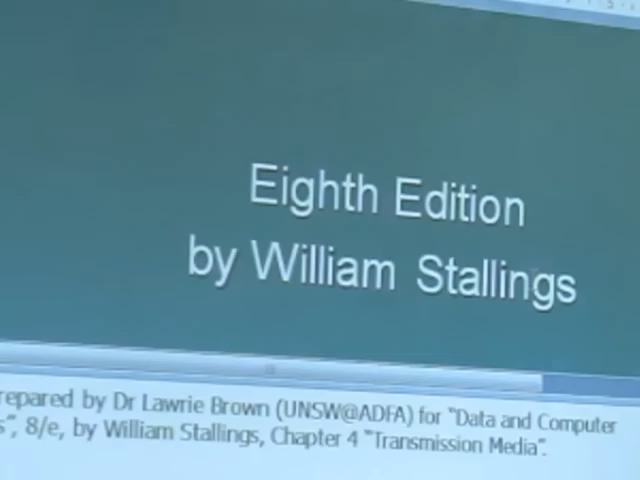 Eighth Edition
by William Stallings
repared by Dr Lawrie Brown (UNSW@ADFA) for "Data and Computer
s", 8/e, by William Stallings, Chapter 4 "Transmission Media".